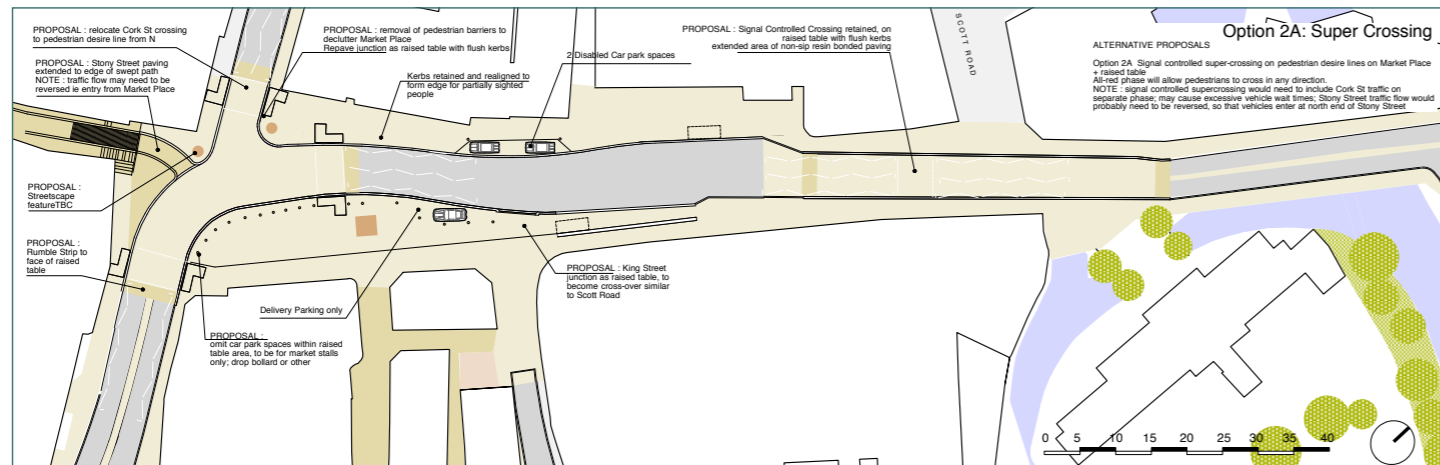 Option 2A: Super Crossing
ALTERNATIVE PROPOSALS
Option 2A Signal controlled super-crossing on pedestrian desire lines on Market Place
+ raised table
All-red phase will allow pedestrians to cross in any direction.
NOTE : signal controlled supercrossing would need to include Cork St traffic on
separate phase; may cause excessive vehicle wait times; Stony Street traffic flow would
probably need to be reversed, so that vehicles enter at north end of Stony Street
PROPOSAL : relocate Cork St crossing
to pedestrian desire line from N
PROPOSAL : Stony Street paving
extended to edge of swept path
NOTE : traffic flow may need to be
reversed ie entry from Market Place
PROPOSAL : removal of pedestrian barriers to
declutter Market Place
Repave junction as raised table with flush kerbs
Kerbs retained and realigned to
form edge for partially sighted
people
2 Disabled Car park spaces
PROPOSAL : Signal Controlled Crossing retained, on
raised table with flush kerbs
extended area of non-sip resin bonded paving
SCOTT ROAD
PROPOSAL :
Streetscape
featureTBC
PROPOSAL :
Rumble Strip to
face of raised
table
Delivery Parking only
PROPOSAL :
omit car park spaces within raised
table area, to be for market stalls
only; drop bollard or other
PROPOSAL : King Street
junction as raised table, to
become cross-over similar
to Scott Road
0 5 10 15 20 25 30 35 40